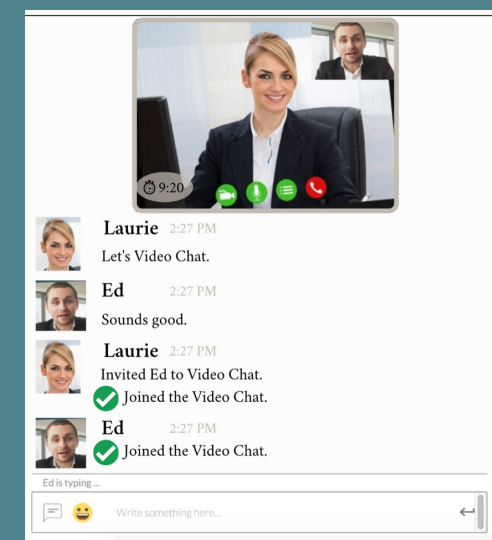 9:20
Laurie 2:27 PM
Let's Video Chat.
Ed 2:27 PM
Sounds good.
Laurie 2:27 PM
Invited Ed to Video Chat.
Joined the Video Chat.
Ed 2:27 PM
Joined the Video Chat.
Ed is typing ...
Write something here...